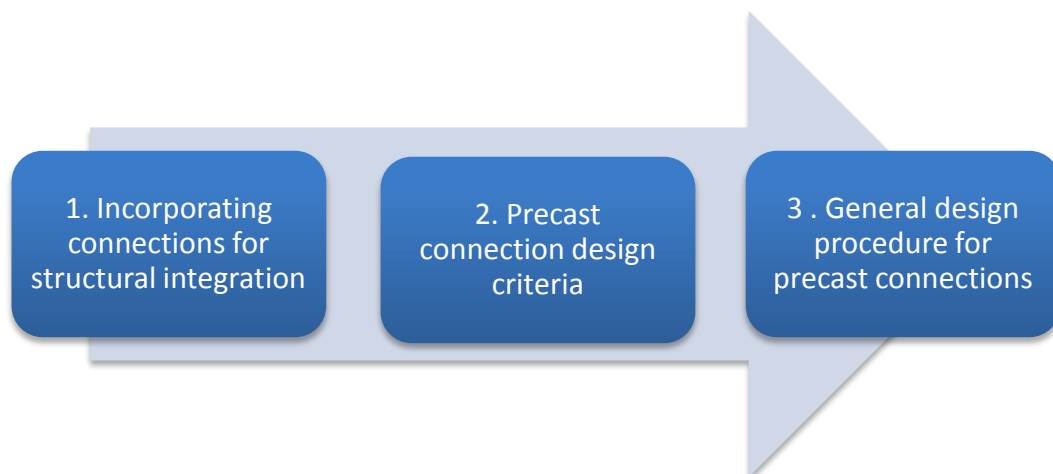 1. Incorporating
connections for
structural integration
2. Precast
connection design
criteria
3 . General design
procedure for
precast connections